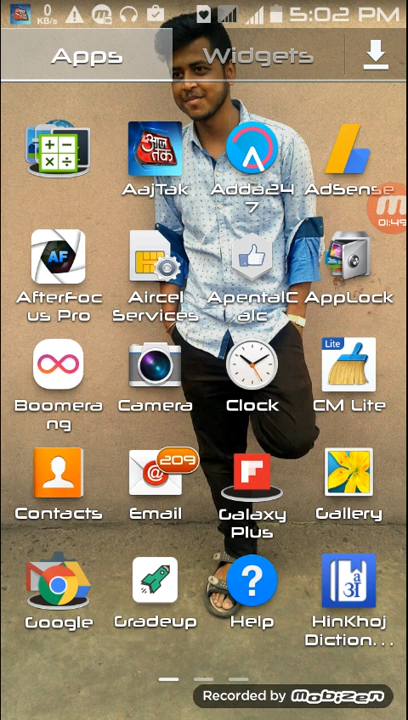 0
KB/s
5:02 PM
Apps
Widgets
आज
तक
AajTak
Adda24
7
AdSense
01:49
AF
AfterFoc
us Pro
Aircel
Services
ApentalC
alc
AppLock
Boomera
ng
Camera
Clock
Lite
CM Lite
Contacts
209
Email
Galaxy
Plus
Gallery
Google
Gradeup
?
Help
HinKhoj
Diction...
Recorded by mobizen